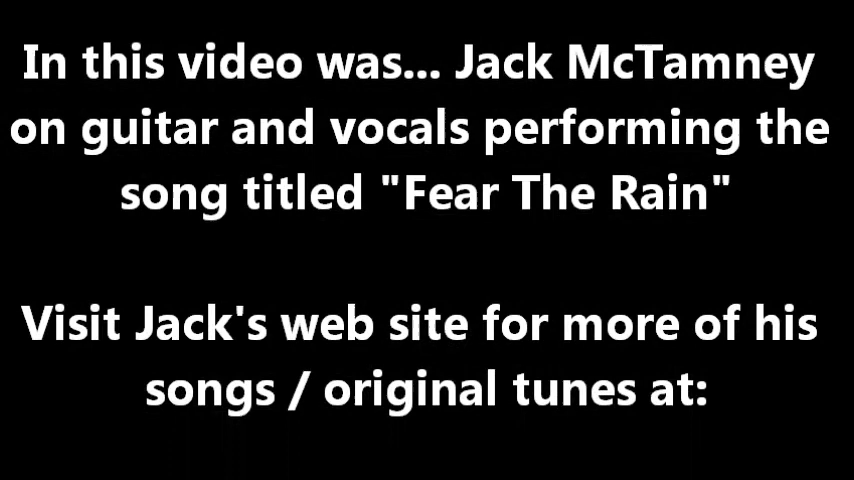 In this video was... Jack McTamney
on guitar and vocals performing the
song titled "Fear The Rain"
Visit Jack's web site for more of his
songs / original tunes at: